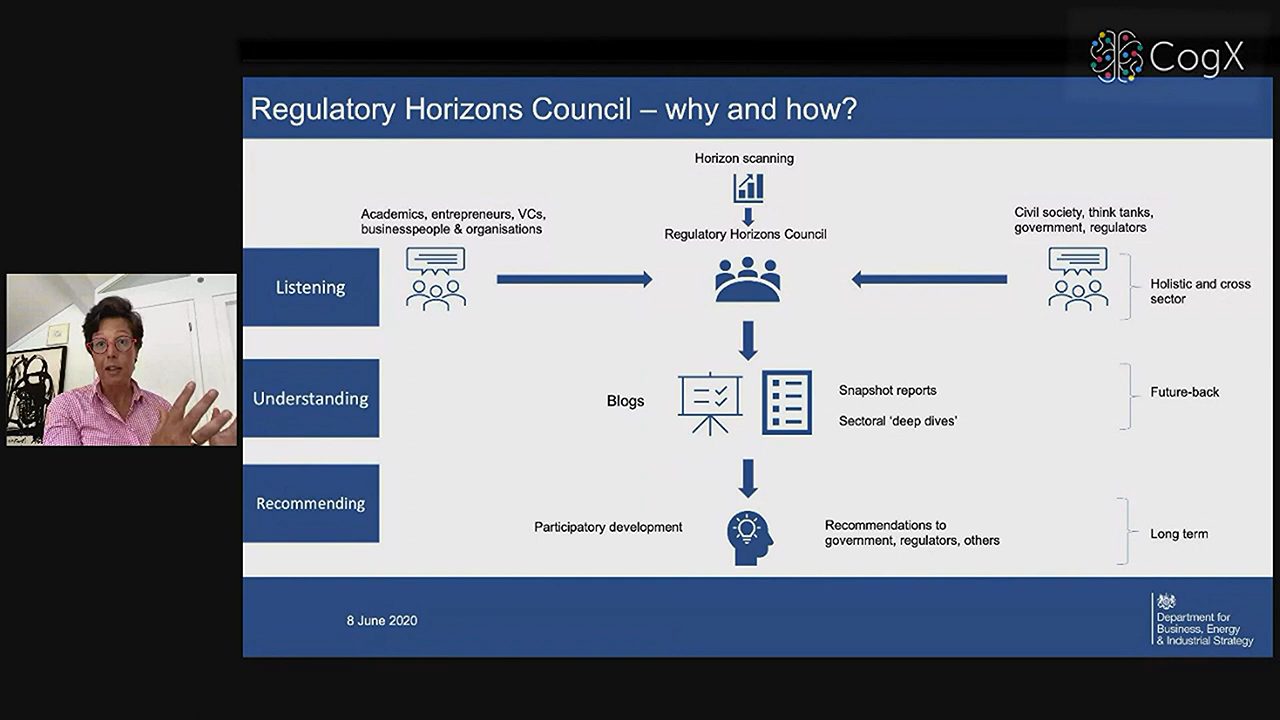 CogX
Regulatory Horizons Council – why and how?
Horizon scanning
Academics, entrepreneurs, VCs,
businesspeople & organisations
Regulatory Horizons Council
Civil society, think tanks,
government, regulators
Listening
Holistic and cross
sector
Understanding
Blogs
Snapshot reports
Sectoral ‘deep dives’
Future-back
Recommending
Participatory development
Recommendations to
government, regulators, others
Long term
8 June 2020
Department for
Business, Energy
& Industrial Strategy